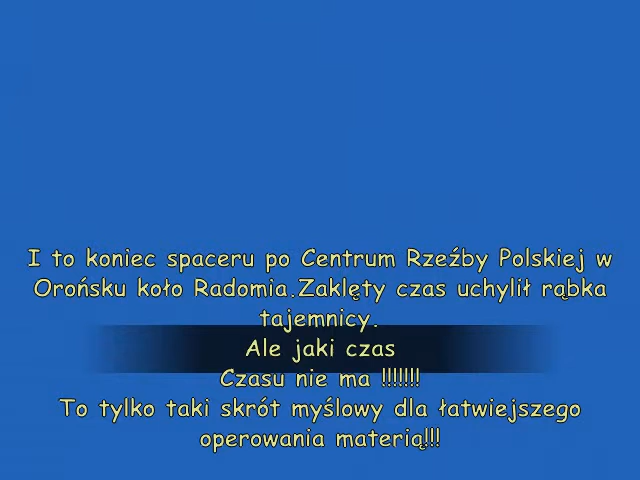 I to koniec spaceru po Centrum Rzeźby Polskiej w
Orońsku koło Radomia.Zaklęty czas uchylił rąbka
tajemnicy.
Ale jaki czas
Czasu nie ma !!!!!!!
To tylko taki skrót myślowy dla łatwiejszego
operowania materią!!!